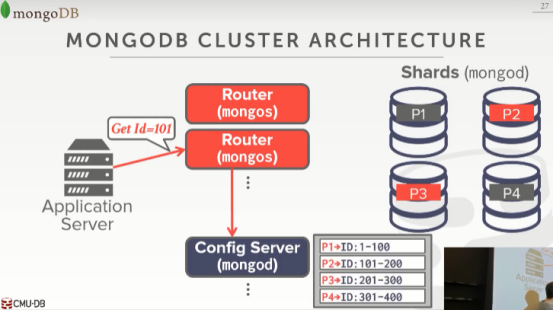 mongoDB
27
MONGODB CLUSTER ARCHITECTURE
Shards (mongod)
Router
(mongos)
P1
P2
Get Id=101
Router
(mongos)
⋮
P3
P4
Application
Server
Config Server
(mongod)
⋮
P1→ID:1-100
P2→ID:101-200
P3→ID:201-300
P4→ID:301-400
CMU·DB